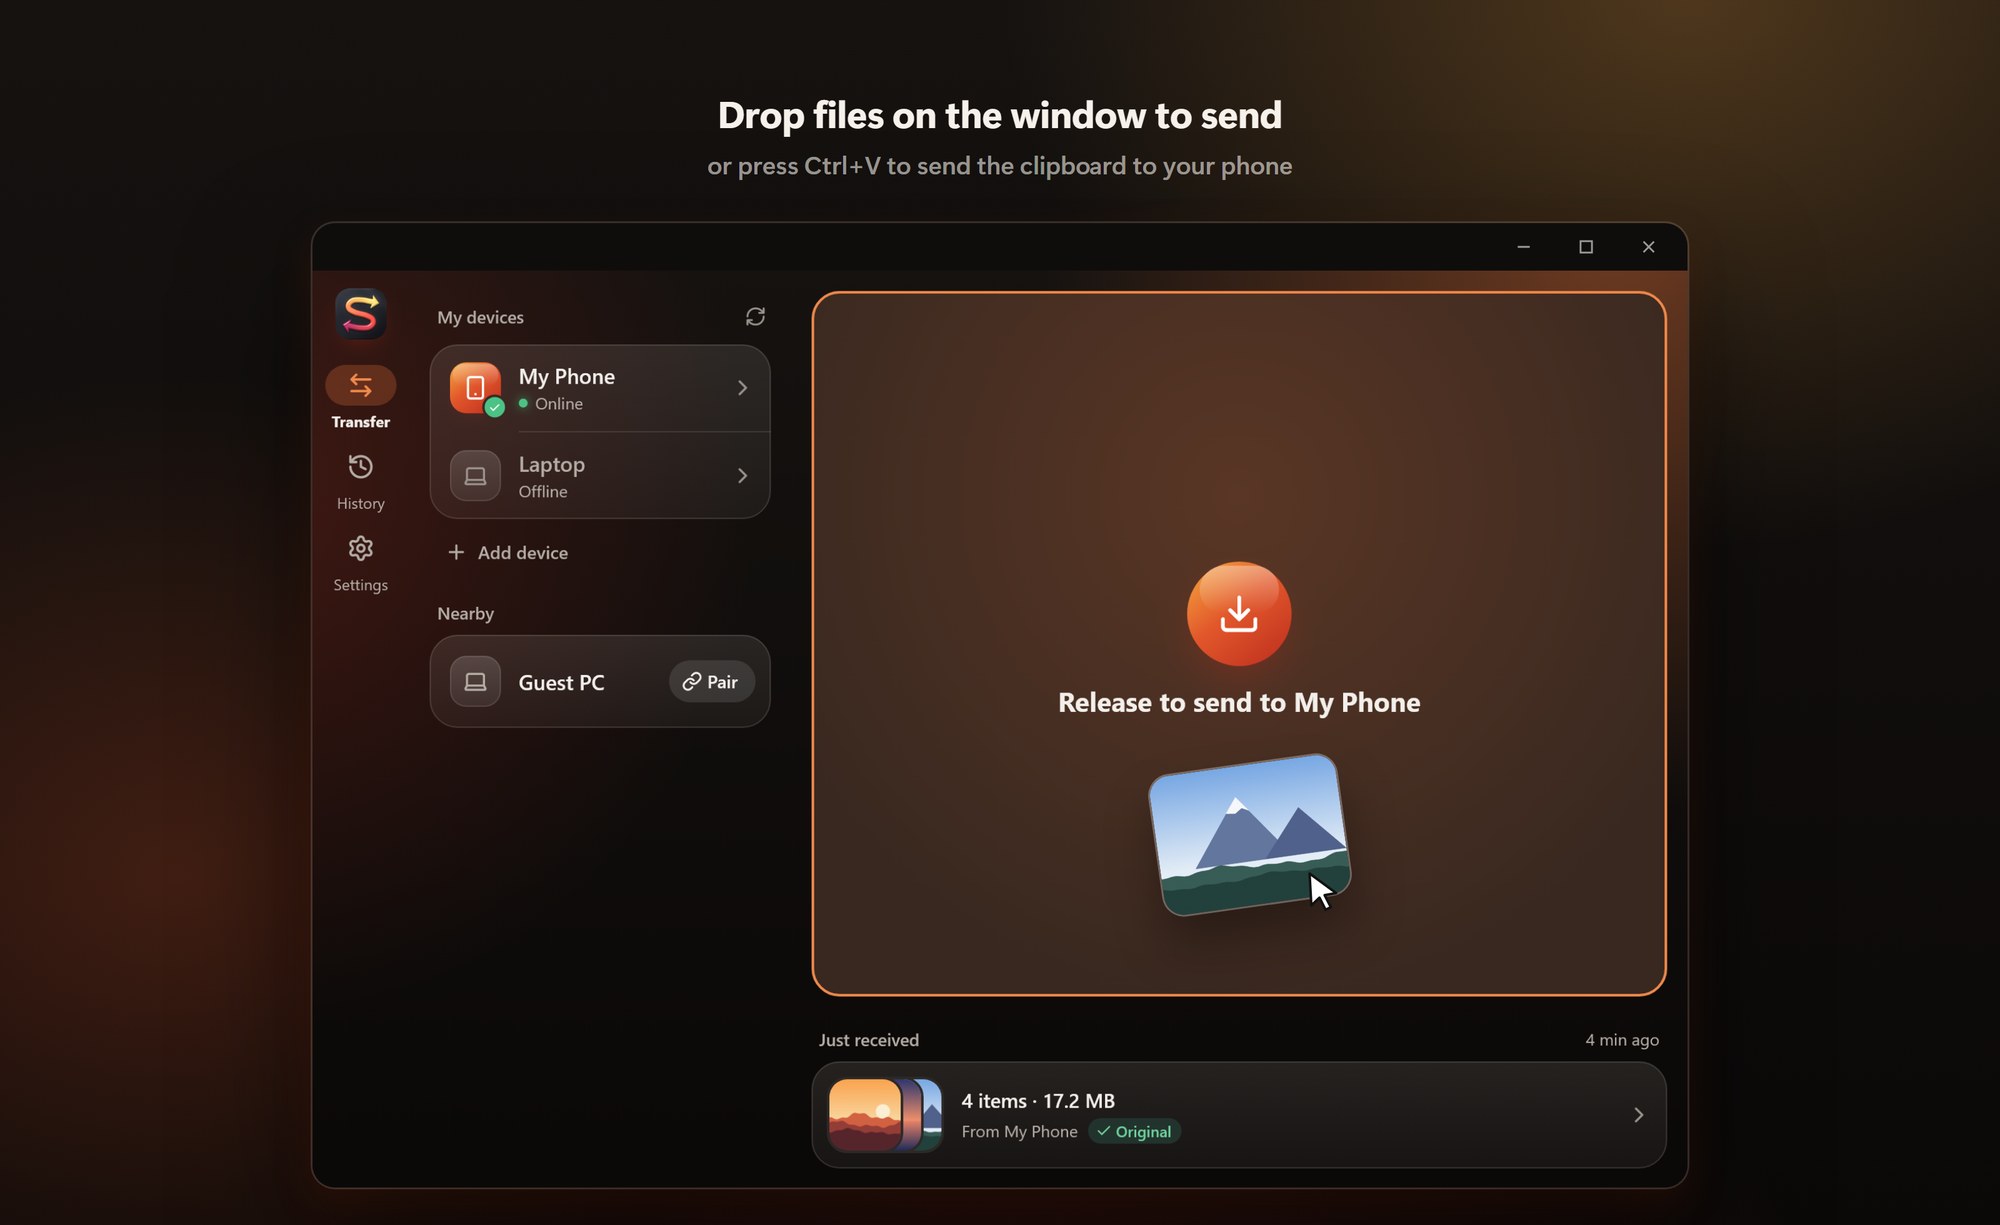 Drop files on the window to send
or press Ctrl+V to send the clipboard to your phone
Transfer
History
Settings
My devices
My Phone
Online
Laptop
Offline
Add device
Nearby
Guest PC
Pair
Release to send to My Phone
Just received
4 min ago
4 items · 17.2 MB
From My Phone
Original